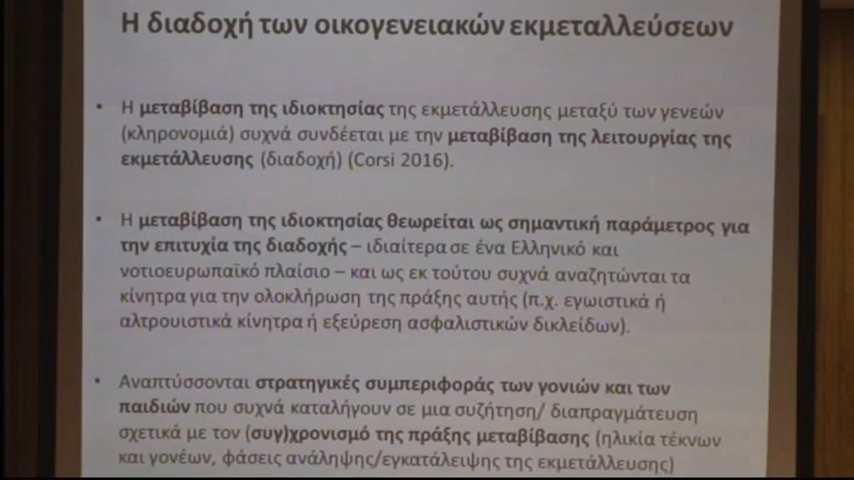 Η διαδοχή των οικογενειακών εκμεταλλεύσεων
• Η μεταβίβαση της ιδιοκτησίας της εκμετάλλευσης μεταξύ των γενεών
(κληρονομιά) συχνά συνδέεται με την μεταβίβαση της λειτουργίας της
εκμετάλλευσης (διαδοχή) (Corsi 2016).
• Η μεταβίβαση της ιδιοκτησίας θεωρείται ως σημαντική παράμετρος για
την επιτυχία της διαδοχής – ιδιαίτερα σε ένα Ελληνικό και
νοτιοευρωπαϊκό πλαίσιο – και ως εκ τούτου συχνά αναζητώνται τα
κίνητρα για την ολοκλήρωση της πράξης αυτής (π.χ. εγωιστικά ή
αλτρουιστικά κίνητρα ή εξεύρεση ασφαλιστικών δικλείδων).
• Αναπτύσσονται στρατηγικές συμπεριφοράς των γονιών και των
παιδιών που συχνά καταλήγουν σε μια συζήτηση/ διαπραγμάτευση
σχετικά με τον (συγ)χρονισμό της πράξης μεταβίβασης (ηλικία τέκνων
και γονέων, φάσεις ανάληψης/εγκατάλειψης της εκμετάλλευσης)